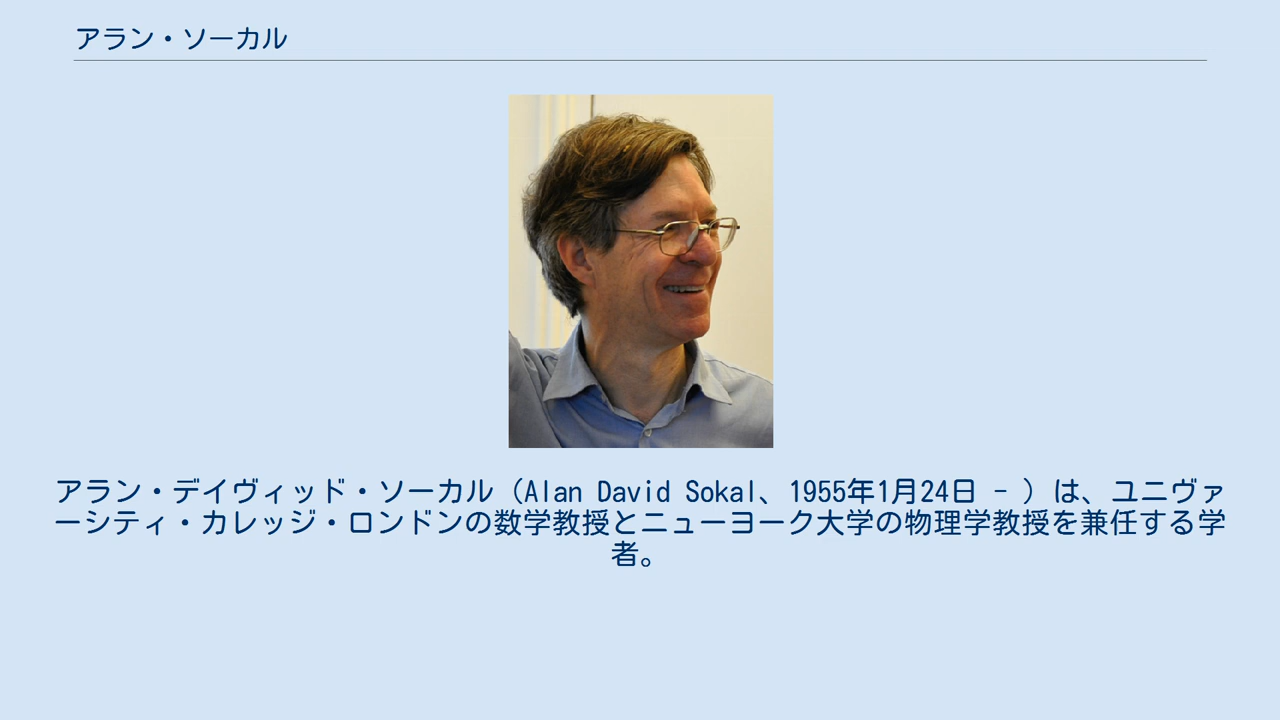 アラン・ソーカル
アラン・デイヴィッド・ソーカル（Alan David Sokal、1955年1月24日 - ）は、ユニヴァ
ーシティ・カレッジ・ロンドンの数学教授とニューヨーク大学の物理学教授を兼任する学
者。